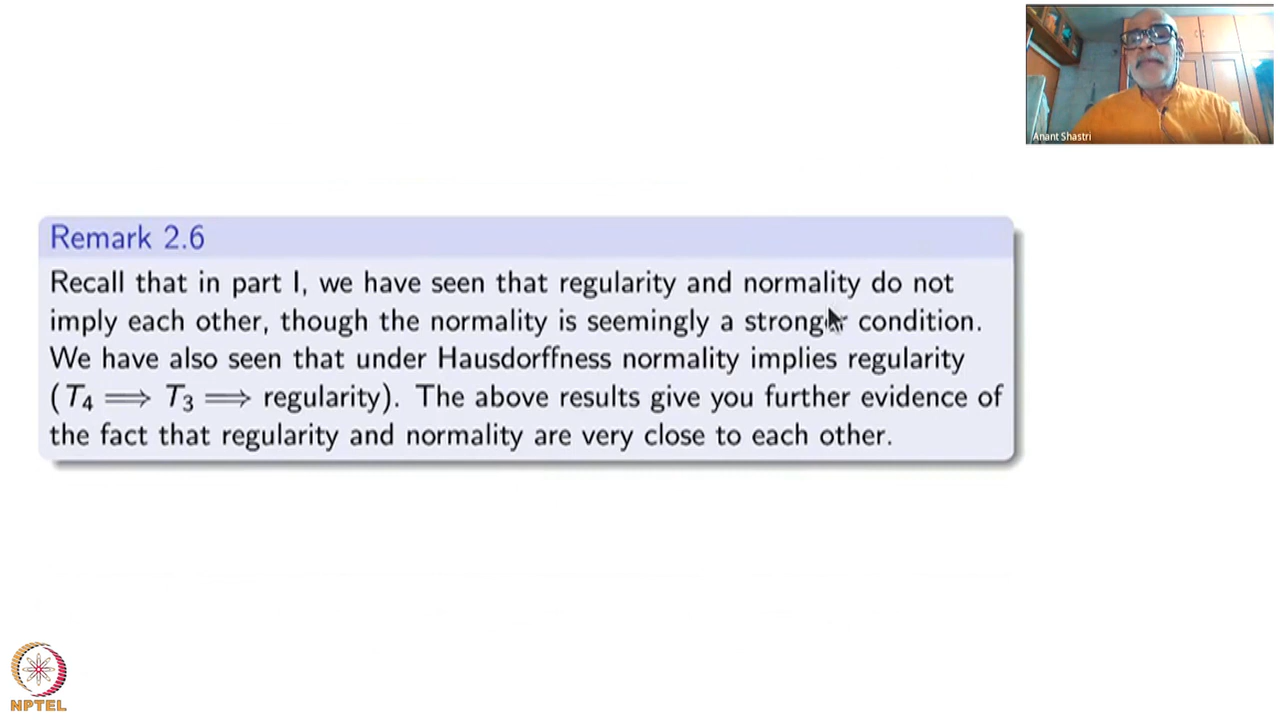 Anant Shastri
Remark 2.6
Recall that in part I, we have seen that regularity and normality do not
imply each other, though the normality is seemingly a stronger condition.
We have also seen that under Hausdorffness normality implies regularity
(T₄ ⟹ T₃ ⟹ regularity). The above results give you further evidence of
the fact that regularity and normality are very close to each other.
NPTEL